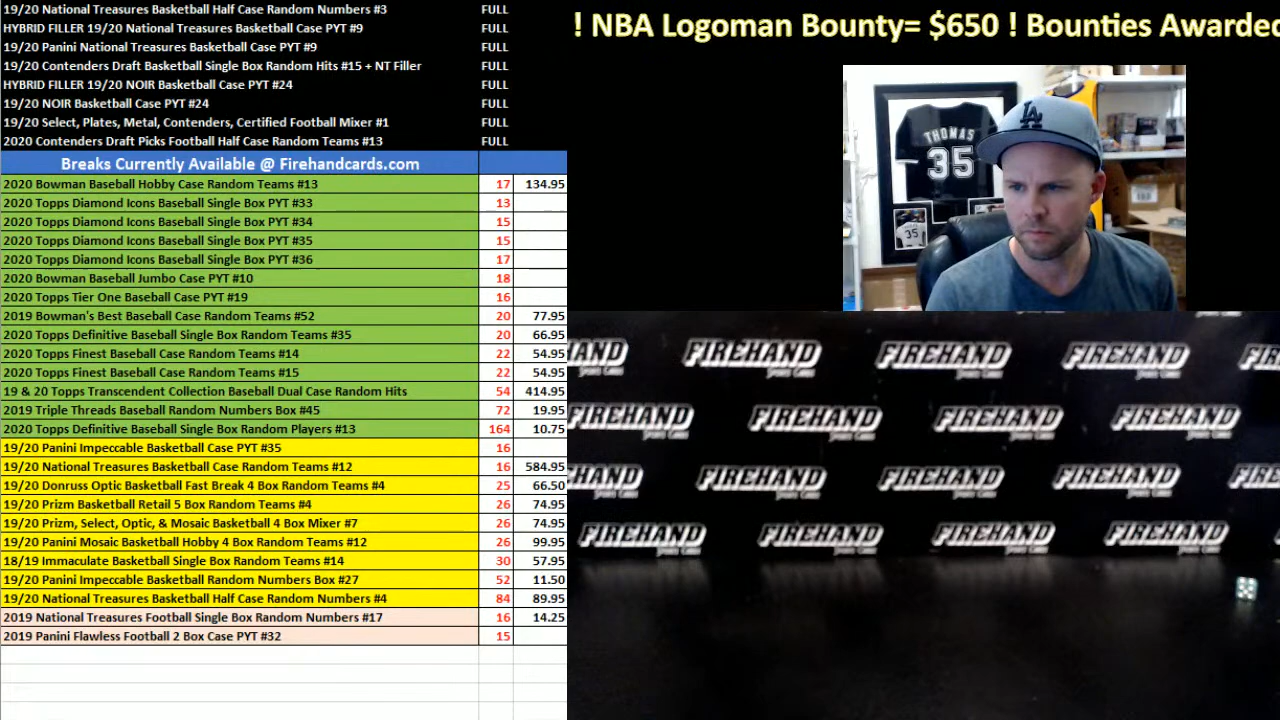 19/20 National Treasures Basketball Half Case Random Numbers #3 FULL
HYBRID FILLER 19/20 National Treasures Basketball Case PYT #9 FULL
19/20 Panini National Treasures Basketball Case PYT #9 FULL
19/20 Contenders Draft Basketball Single Box Random Hits #15 + NT Filler FULL
HYBRID FILLER 19/20 NOIR Basketball Case PYT #24 FULL
19/20 NOIR Basketball Case PYT #24 FULL
19/20 Select, Plates, Metal, Contenders, Certified Football Mixer #1 FULL
2020 Contenders Draft Picks Football Half Case Random Teams #13 FULL
Breaks Currently Available @ Firehandcards.com
2020 Bowman Baseball Hobby Case Random Teams #13 17 134.95
2020 Topps Diamond Icons Baseball Single Box PYT #33 13
2020 Topps Diamond Icons Baseball Single Box PYT #34 15
2020 Topps Diamond Icons Baseball Single Box PYT #35 15
2020 Topps Diamond Icons Baseball Single Box PYT #36 17
2020 Bowman Baseball Jumbo Case PYT #10 18
2020 Topps Tier One Baseball Case PYT #19 16
2019 Bowman's Best Baseball Case Random Teams #52 20 77.95
2020 Topps Definitive Baseball Single Box Random Teams #35 20 66.95
2020 Topps Finest Baseball Case Random Teams #14 22 54.95
2020 Topps Finest Baseball Case Random Teams #15 22 54.95
19 & 20 Topps Transcendent Collection Baseball Dual Case Random Hits 54 414.95
2019 Triple Threads Baseball Random Numbers Box #45 72 19.95
2020 Topps Definitive Baseball Single Box Random Players #13 164 10.75
19/20 Panini Impeccable Basketball Case PYT #35 16
19/20 National Treasures Basketball Case Random Teams #12 16 584.95
19/20 Donruss Optic Basketball Fast Break 4 Box Random Teams #4 25 66.50
19/20 Prizm Basketball Retail 5 Box Random Teams #4 26 74.95
19/20 Prizm, Select, Optic, & Mosaic Basketball 4 Box Mixer #7 26 74.95
19/20 Panini Mosaic Basketball Hobby 4 Box Random Teams #12 26 99.95
18/19 Immaculate Basketball Single Box Random Teams #14 30 57.95
19/20 Panini Impeccable Basketball Random Numbers Box #27 52 11.50
19/20 National Treasures Basketball Half Case Random Numbers #4 84 89.95
2019 National Treasures Football Single Box Random Numbers #17 16 14.25
2019 Panini Flawless Football 2 Box Case PYT #32 15
! NBA Logoman Bounty= $650 ! Bounties Awarded
THOMAS
35
LA
35
HAND FIREHAND FIREHAND FIREHAND FIREHAND
FIREHAND FIREHAND FIREHAND FIREHAND
HAND FIREHAND FIREHAND FIREHAND FIREHAND
FIREHAND FIREHAND FIREHAND FIREHAND